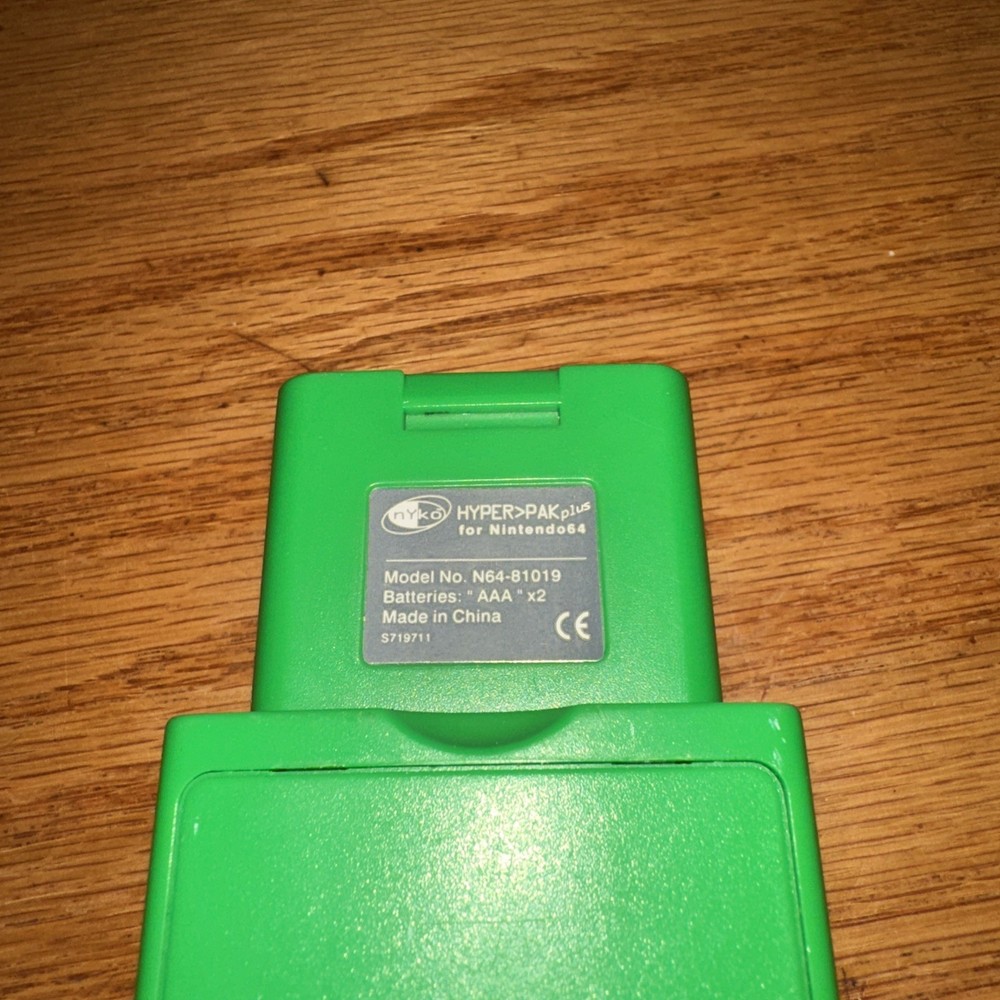 nyko HYPER>PAK plus
for Nintendo64
Model No. N64-81019
Batteries: " AAA " x2
Made in China
S719711
CE